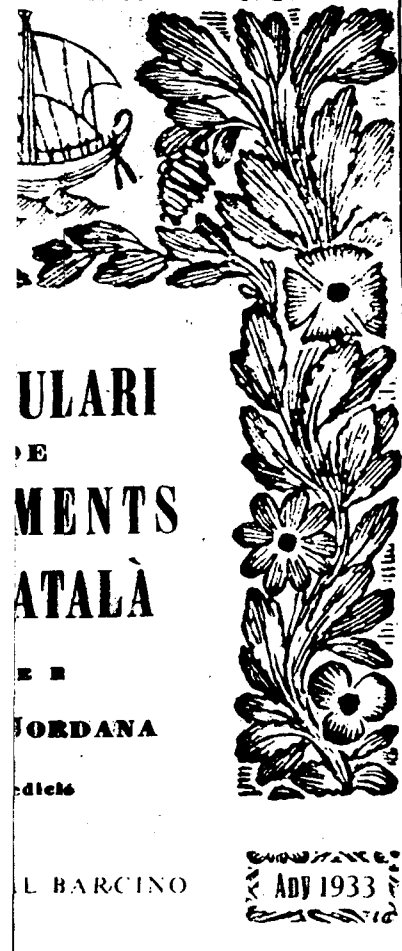 ULARI
DE
MENTS
ATALÀ
E R
JORDANA
edició
L BARCINO
Any 1933